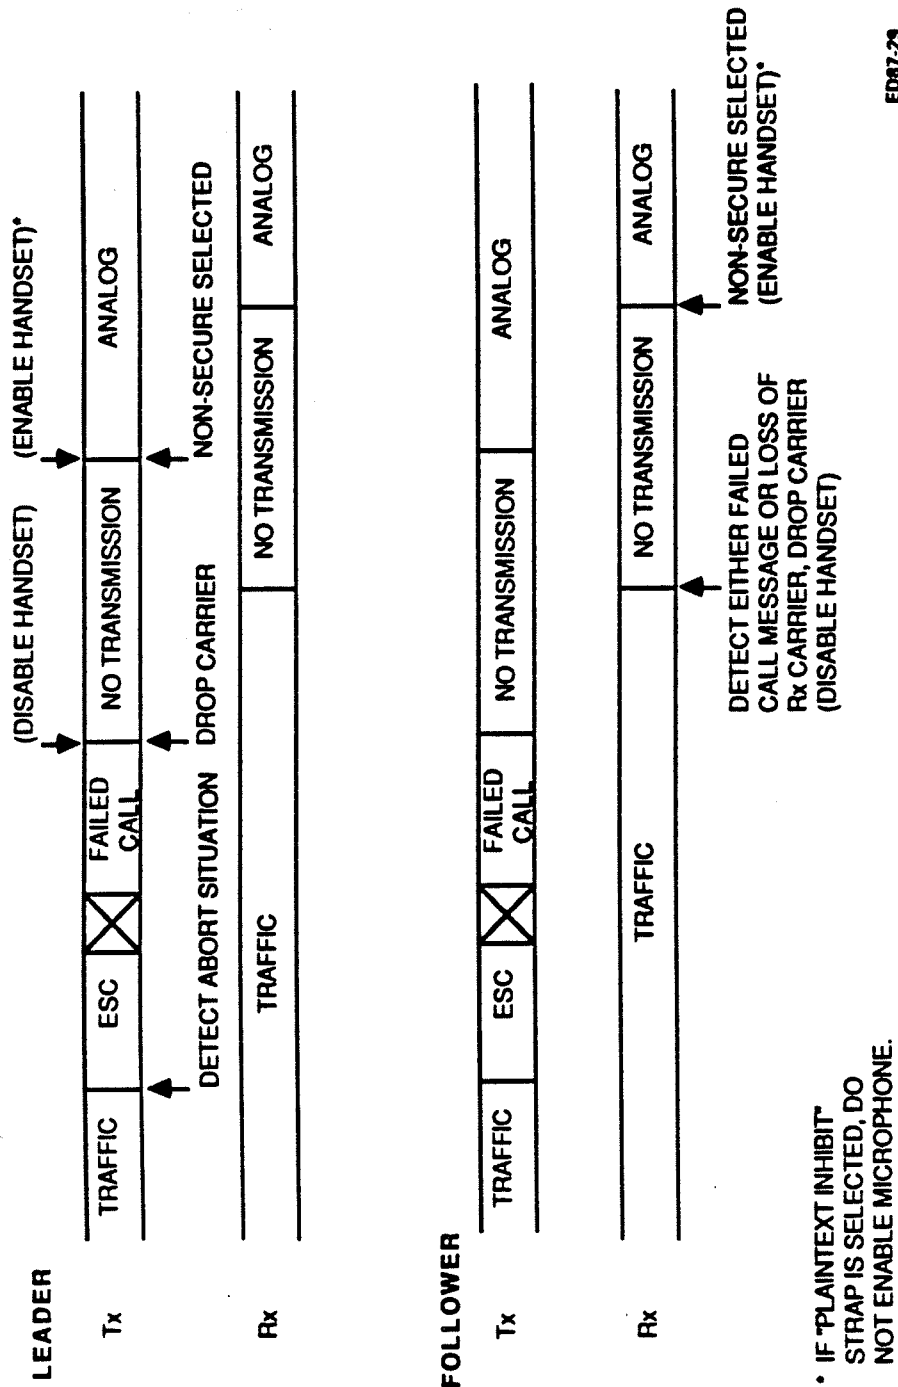 LEADER
(DISABLE HANDSET) (ENABLE HANDSET)*
Tx TRAFFIC ESC FAILED CALL NO TRANSMISSION ANALOG
DETECT ABORT SITUATION DROP CARRIER NON-SECURE SELECTED
Rx TRAFFIC NO TRANSMISSION ANALOG
FOLLOWER
Tx TRAFFIC ESC FAILED CALL NO TRANSMISSION ANALOG
Rx TRAFFIC NO TRANSMISSION ANALOG
DETECT EITHER FAILED
CALL MESSAGE OR LOSS OF
Rx CARRIER, DROP CARRIER
(DISABLE HANDSET)
NON-SECURE SELECTED
(ENABLE HANDSET)*
* IF "PLAINTEXT INHIBIT"
STRAP IS SELECTED, DO
NOT ENABLE MICROPHONE.
ED87-29